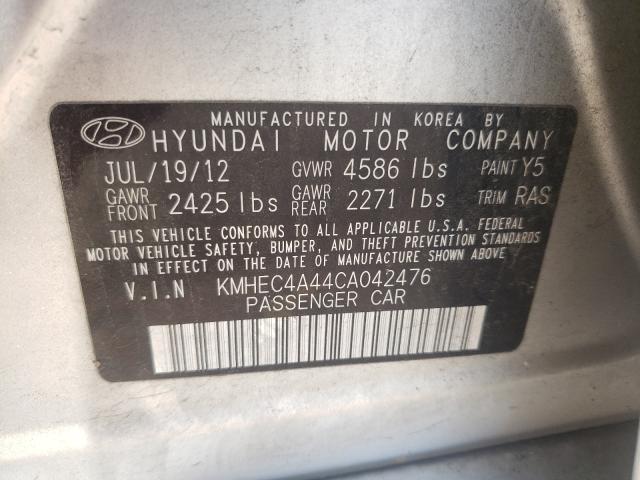 MANUFACTURED IN KOREA BY
HYUNDAI MOTOR COMPANY
JUL/19/12 GVWR 4586 lbs PAINT Y5
GAWR FRONT 2425 lbs GAWR REAR 2271 lbs TRIM RAS
THIS VEHICLE CONFORMS TO ALL APPLICABLE U.S.A. FEDERAL
MOTOR VEHICLE SAFETY, BUMPER, AND THEFT PREVENTION STANDARDS
IN EFFECT ON THE DATE OF MANUFACTURE SHOWN ABOVE
V.I.N KMHEC4A44CA042476
PASSENGER CAR